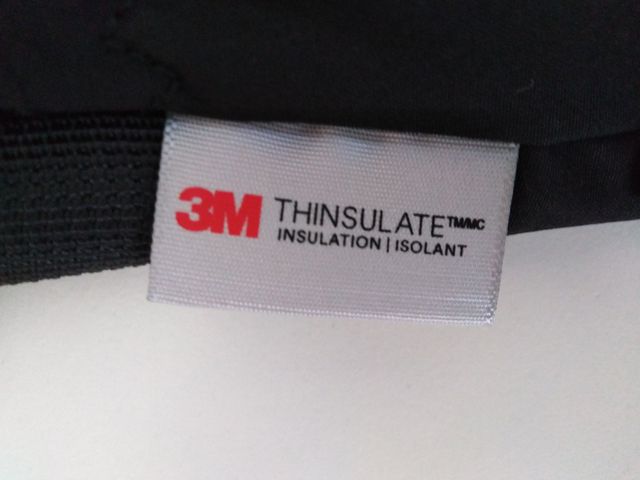 3M THINSULATE™/MC
INSULATION | ISOLANT